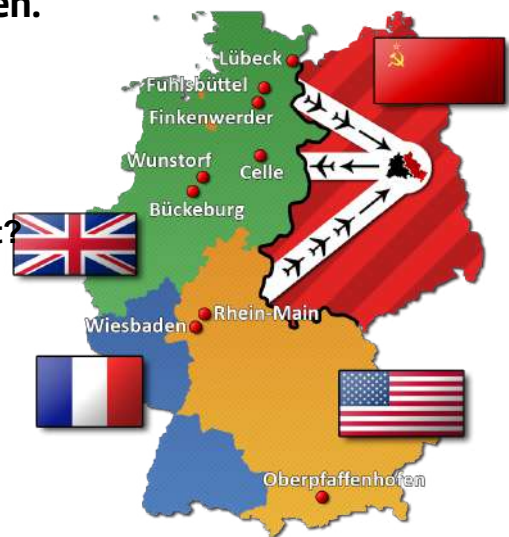 en.
Lübeck
Fuhlsbüttel
Finkenwerder
Wunstorf
Celle
Bückeburg
t?
Rhein-Main
Wiesbaden
Oberpfaffenhofen